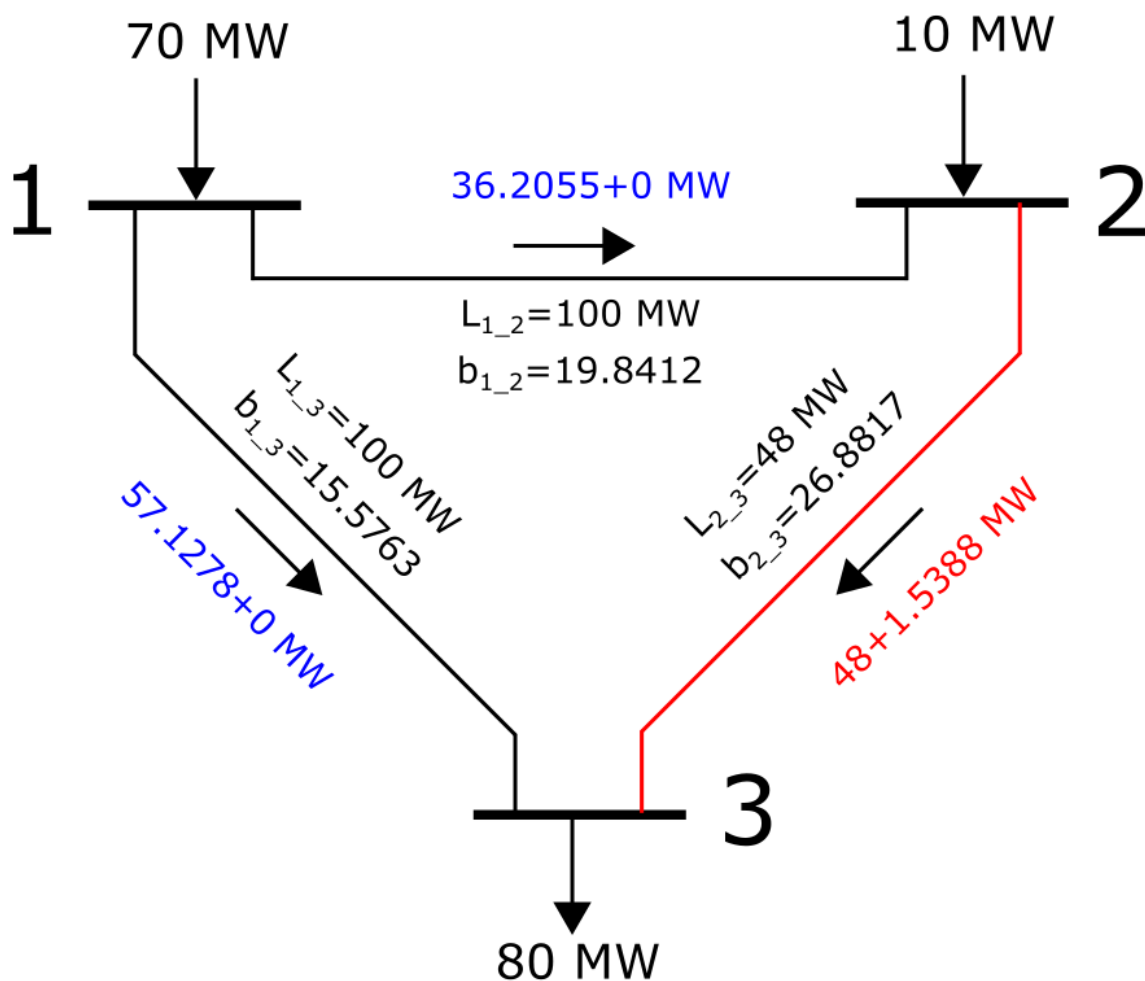 70 MW
10 MW
1
36.2055+0 MW
2
L1_2=100 MW
b1_2=19.8412
L1_3=100 MW
b1_3=15.5763
57.1278+0 MW
L2_3=48 MW
b2_3=26.8817
48+1.5388 MW
3
80 MW